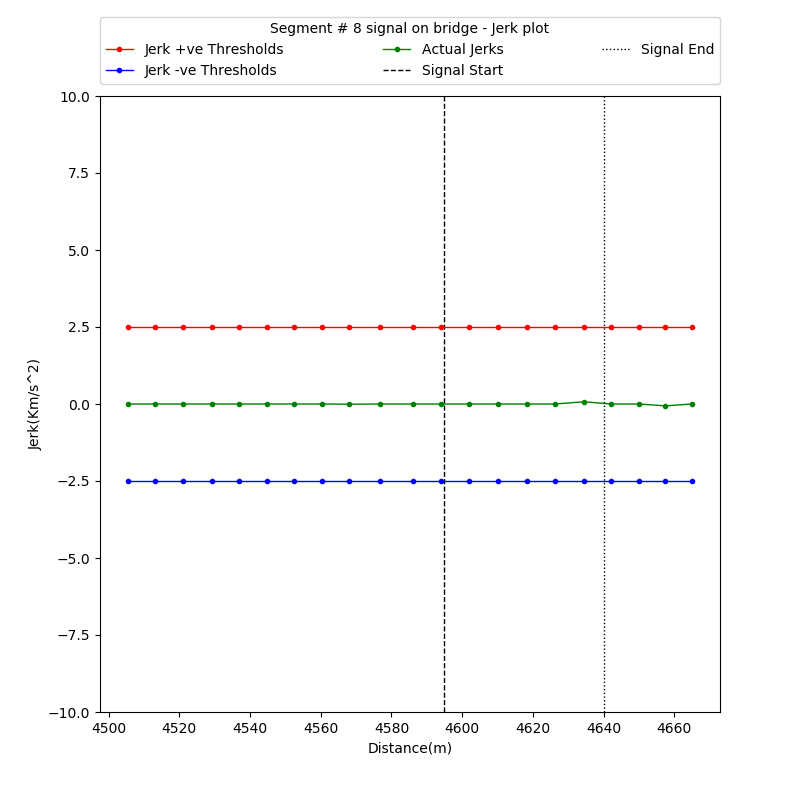 Segment # 8 signal on bridge - Jerk plot
Jerk +ve Thresholds Actual Jerks Signal End
Jerk -ve Thresholds Signal Start
10.0
7.5
5.0
2.5
0.0
−2.5
−5.0
−7.5
−10.0
Jerk(Km/s^2)
4500 4520 4540 4560 4580 4600 4620 4640 4660
Distance(m)